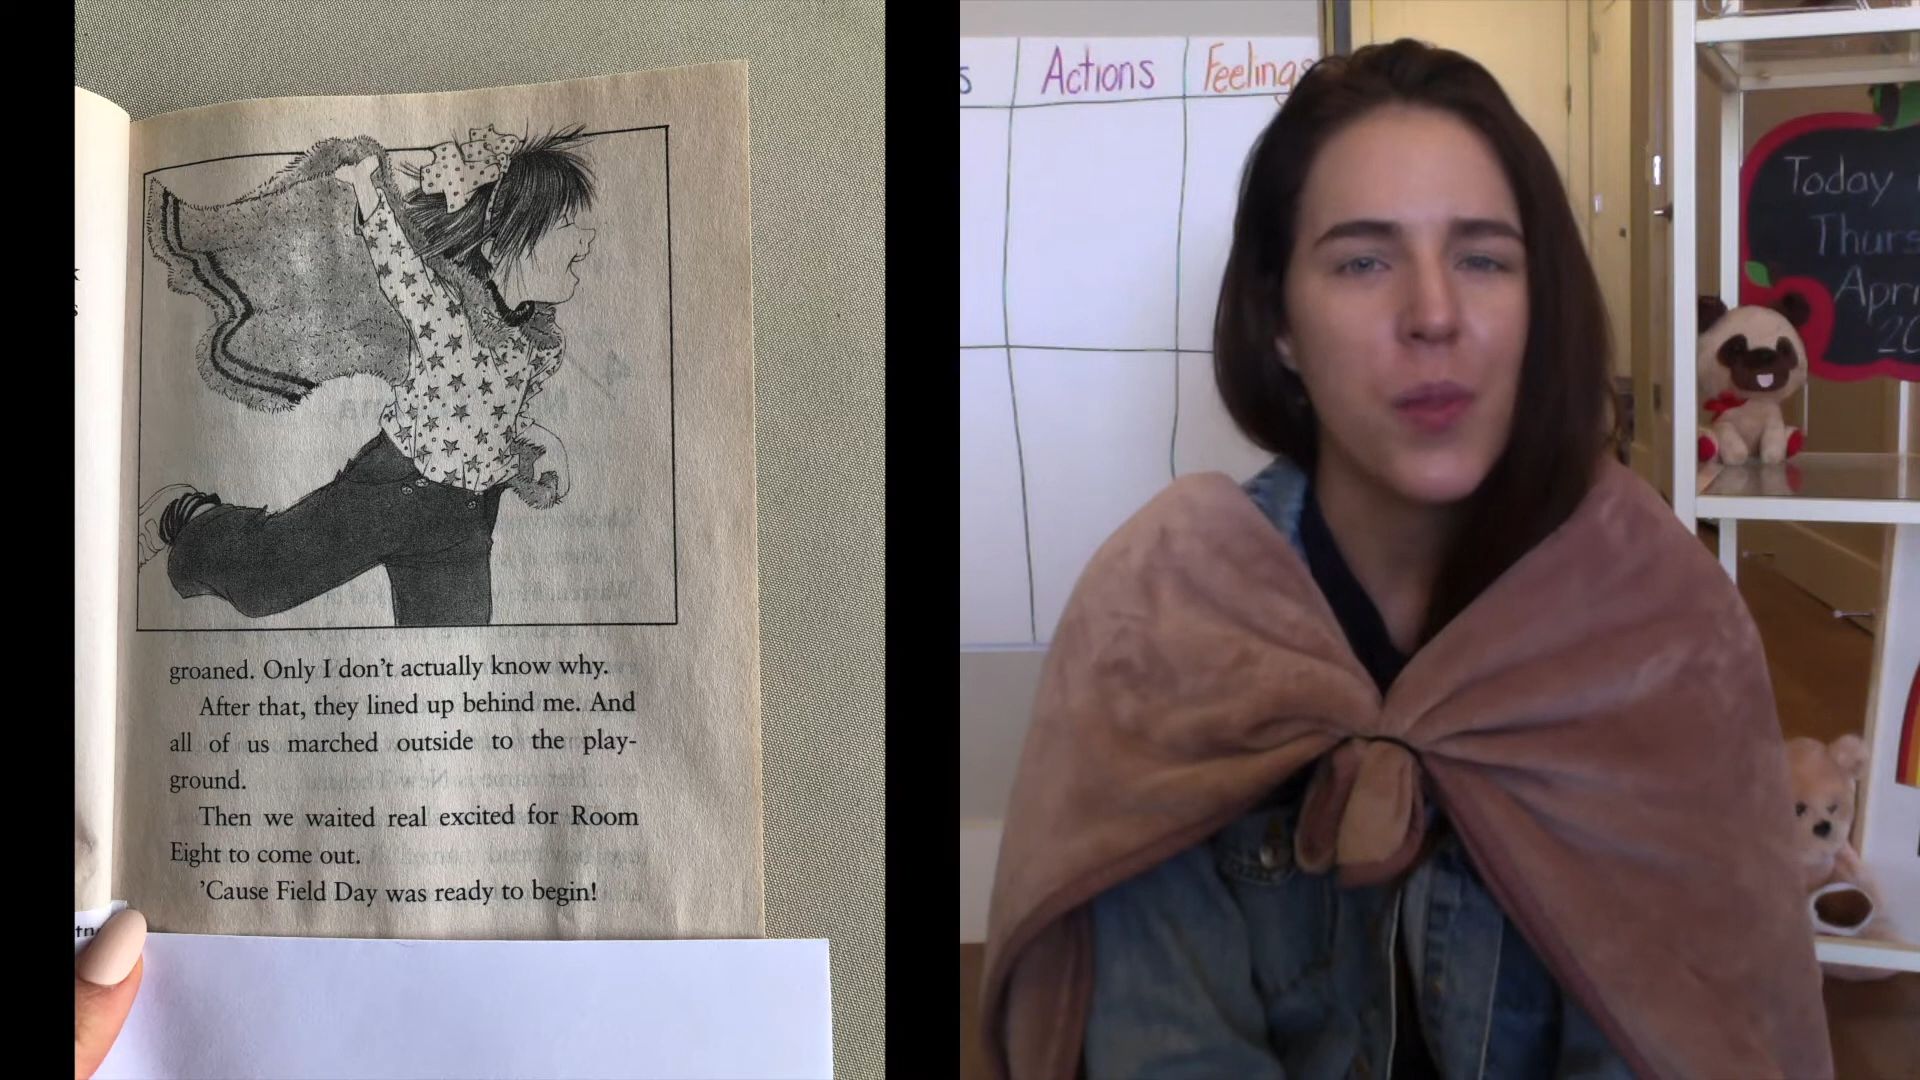 groaned. Only I don't actually know why.
After that, they lined up behind me. And
all of us marched outside to the play-
ground.
Then we waited real excited for Room
Eight to come out.
'Cause Field Day was ready to begin!
Actions
Feelings
Today